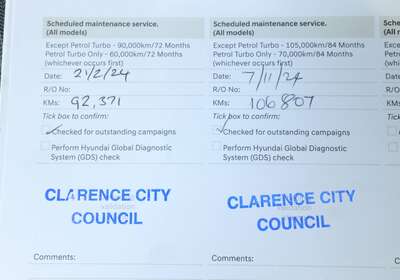 Scheduled maintenance service.
(All models)
Except Petrol Turbo - 90,000km/72 Months
Petrol Turbo Only - 60,000km/72 Months
(whichever occurs first)
Date: 21/2/24
R/O No:
KMs: 92,371
Tick box to confirm:
Checked for outstanding campaigns
Perform Hyundai Global Diagnostic
System (GDS) check
CLARENCE CITY
COUNCIL
Comments:
Scheduled maintenance service.
(All models)
Except Petrol Turbo - 105,000km/84 Months
Petrol Turbo Only - 70,000km/84 Months
(whichever occurs first)
Date: 7/11/24
R/O No:
KMs: 106807
Tick box to confirm:
Checked for outstanding campaigns
Perform Hyundai Global Diagnostic
System (GDS) check
CLARENCE CITY
COUNCIL
Comments: